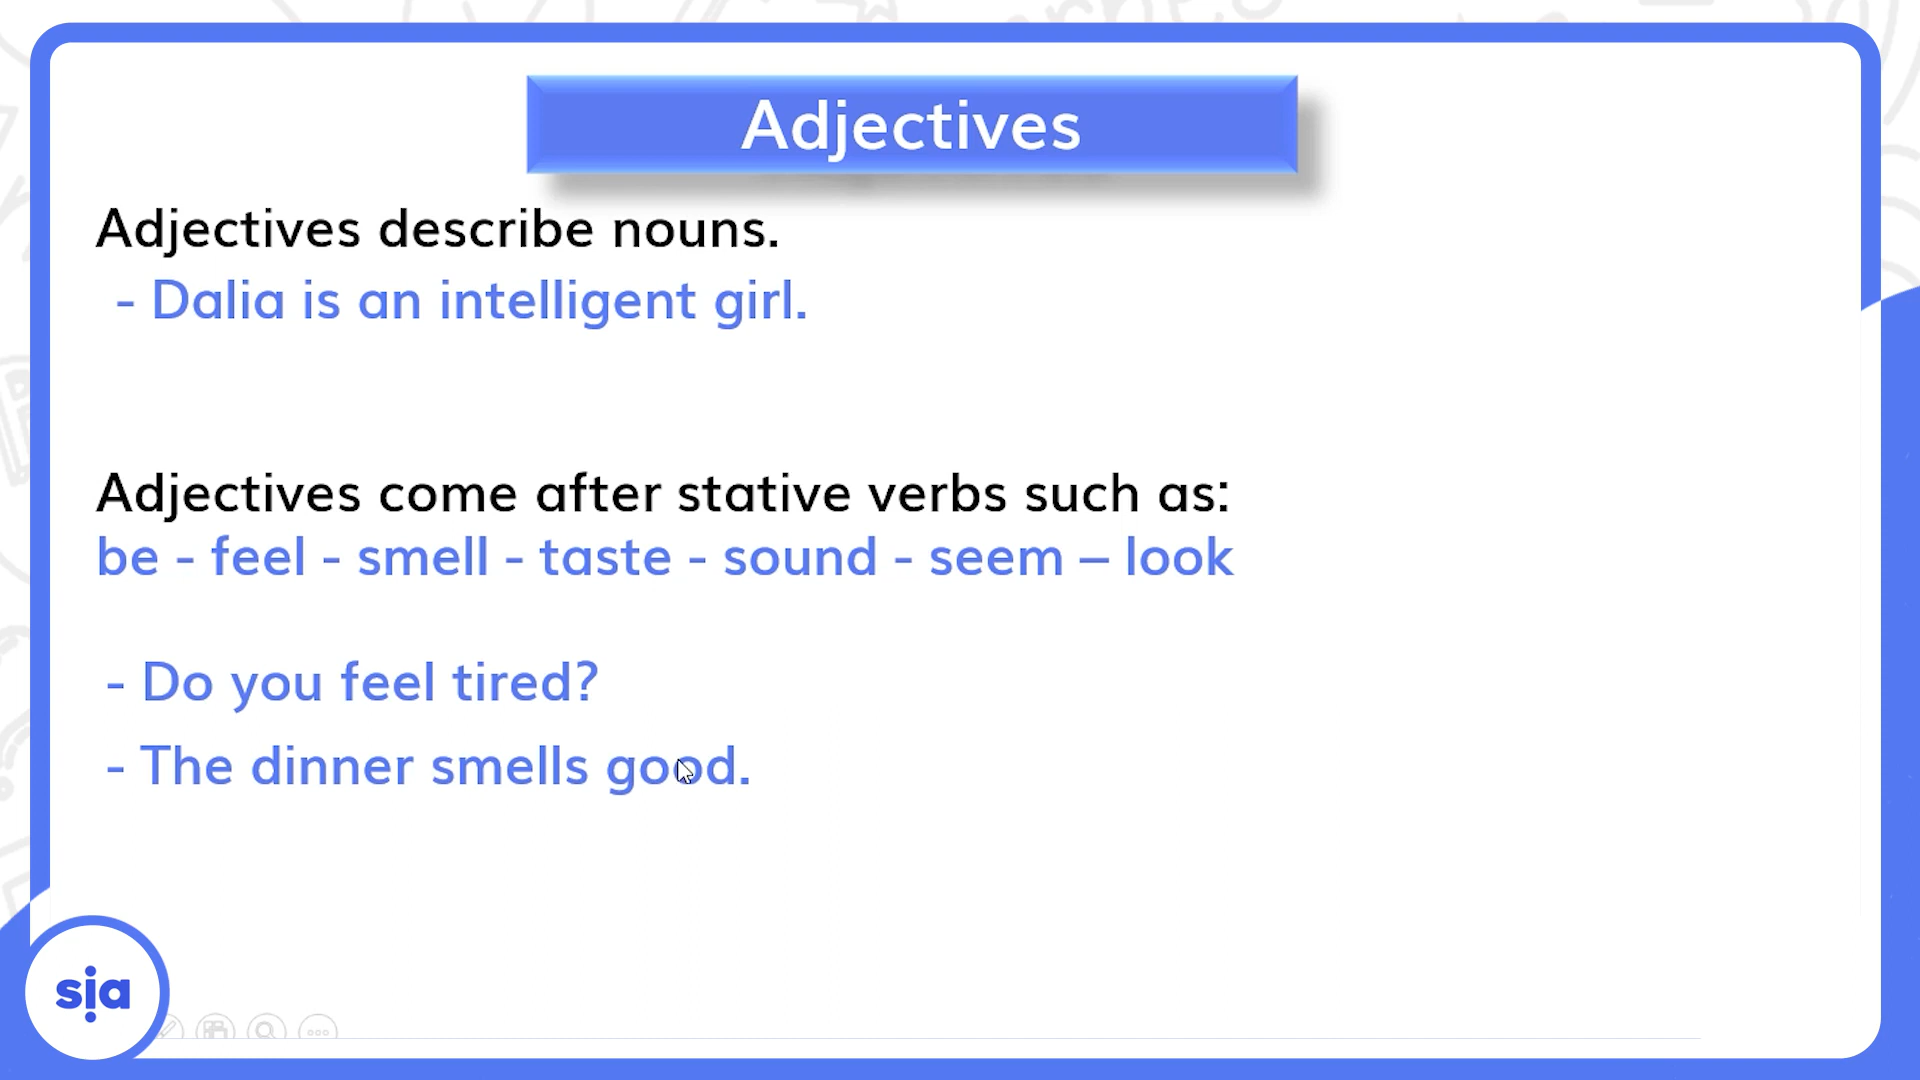 Adjectives
Adjectives describe nouns.
- Dalia is an intelligent girl.
Adjectives come after stative verbs such as:
be - feel - smell - taste - sound - seem – look
- Do you feel tired?
- The dinner smells good.
sia